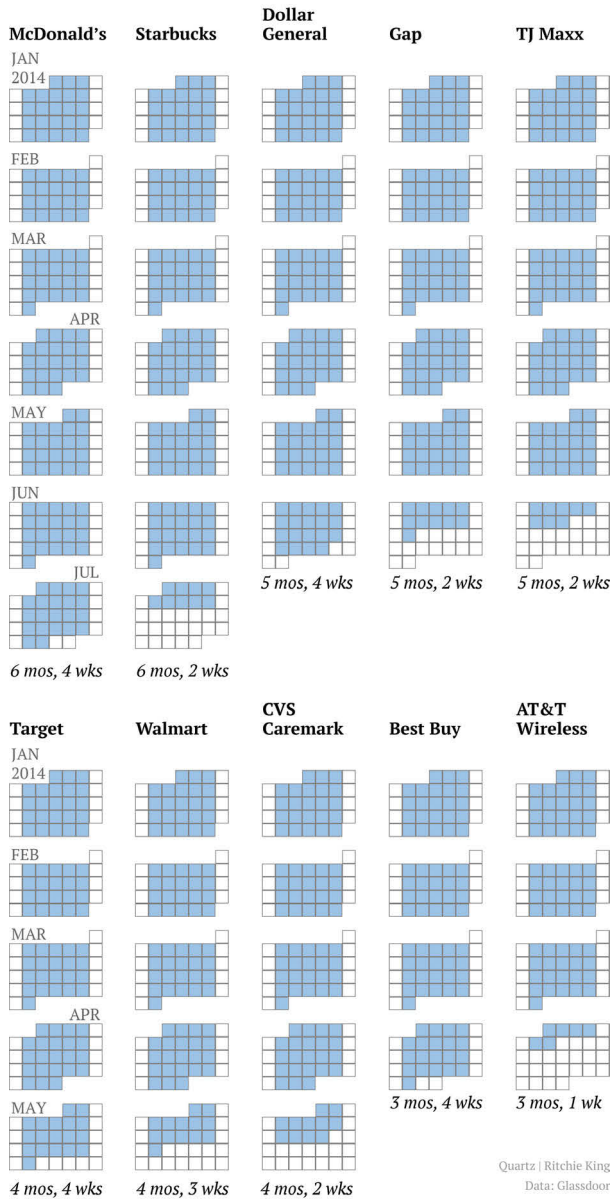 McDonald's
Starbucks
Dollar
General
Gap
TJ Maxx
JAN
2014
FEB
MAR
APR
MAY
JUN
JUL
6 mos, 4 wks
6 mos, 2 wks
5 mos, 4 wks
5 mos, 2 wks
5 mos, 2 wks
Target
Walmart
CVS
Caremark
Best Buy
AT&T
Wireless
JAN
2014
FEB
MAR
APR
MAY
4 mos, 4 wks
4 mos, 3 wks
4 mos, 2 wks
3 mos, 4 wks
3 mos, 1 wk
Quartz | Ritchie King
Data: Glassdoor